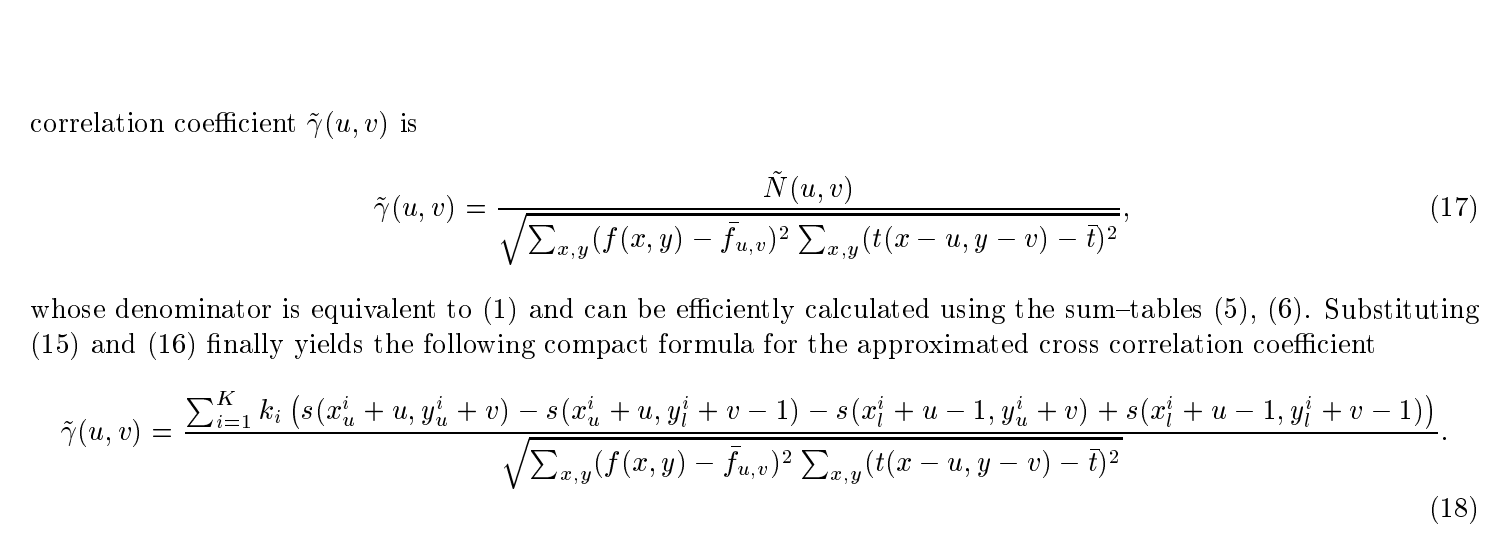 correlation coefficient γ̃(u, v) is
γ̃(u, v) = Ñ(u, v) / √(∑_{x,y}(f(x, y) − f̄_{u,v})² ∑_{x,y}(t(x − u, y − v) − t̄)²), (17)
whose denominator is equivalent to (1) and can be efficiently calculated using the sum–tables (5), (6). Substituting
(15) and (16) finally yields the following compact formula for the approximated cross correlation coefficient
γ̃(u, v) = ∑_{i=1}^{K} k_i (s(x_u^i + u, y_u^i + v) − s(x_u^i + u, y_l^i + v − 1) − s(x_l^i + u − 1, y_u^i + v) + s(x_l^i + u − 1, y_l^i + v − 1)) / √(∑_{x,y}(f(x, y) − f̄_{u,v})² ∑_{x,y}(t(x − u, y − v) − t̄)²).
(18)